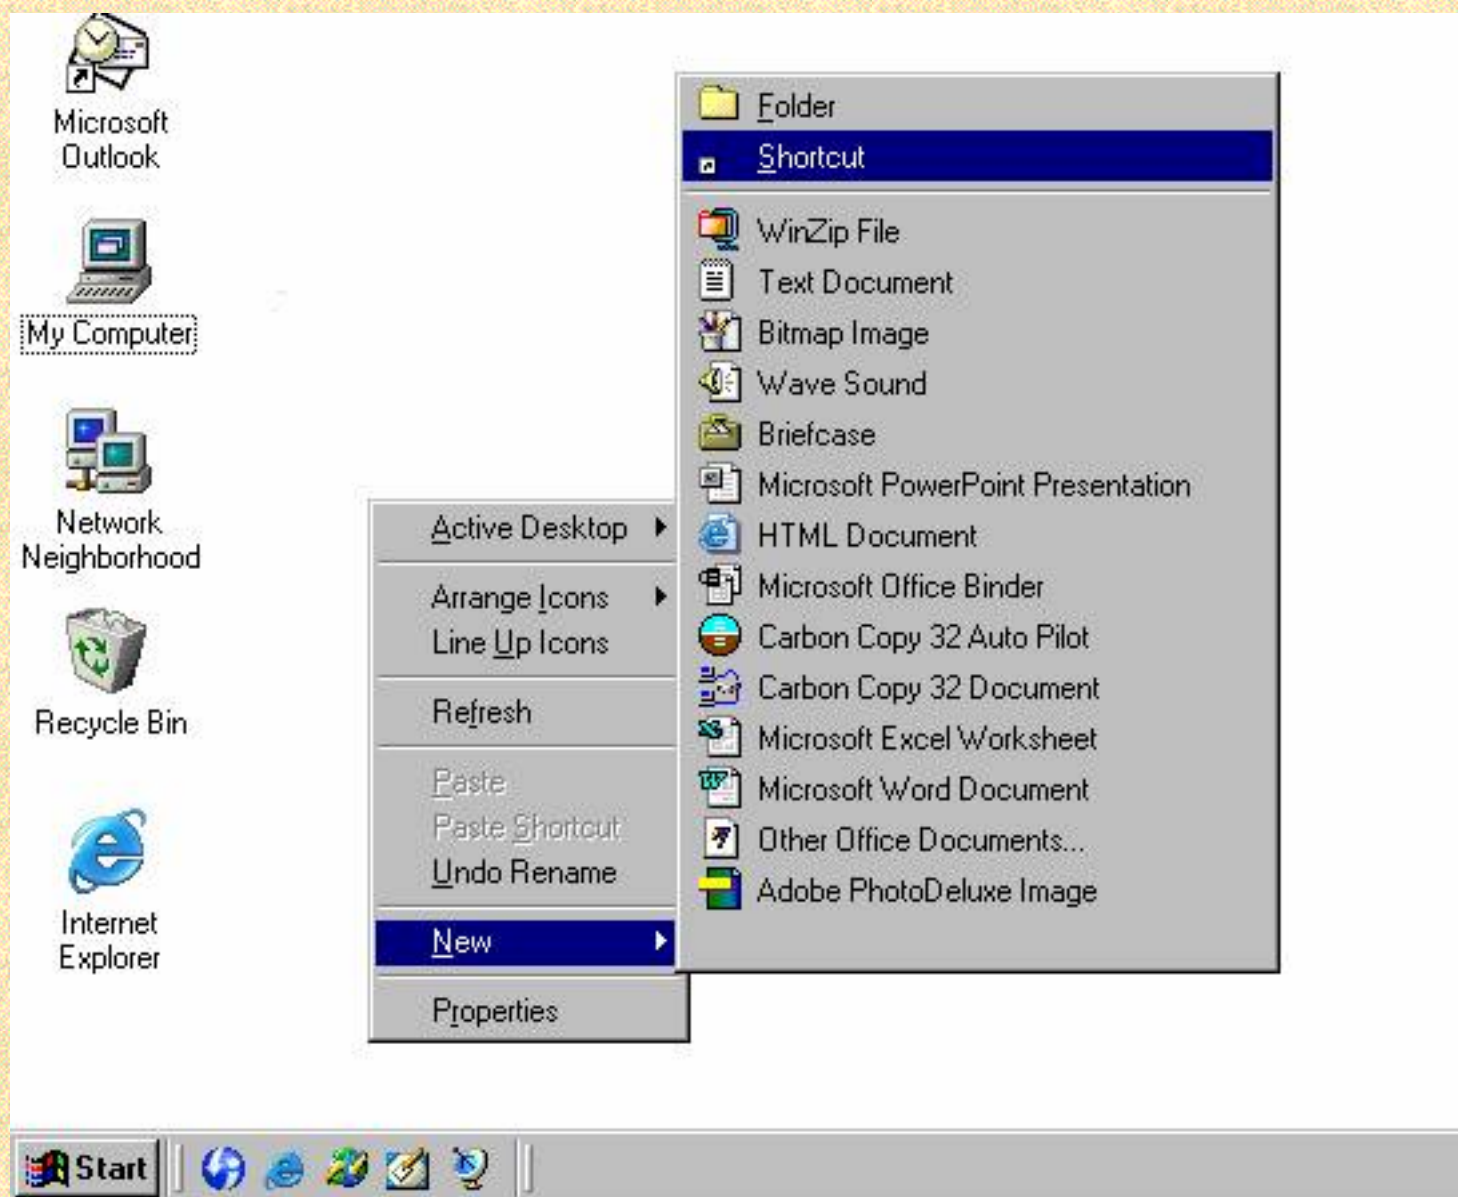 Microsoft
Outlook
My Computer
Network
Neighborhood
Recycle Bin
Internet
Explorer
Active Desktop
Arrange Icons
Line Up Icons
Refresh
Paste
Paste Shortcut
Undo Rename
New
Properties
Folder
Shortcut
WinZip File
Text Document
Bitmap Image
Wave Sound
Briefcase
Microsoft PowerPoint Presentation
HTML Document
Microsoft Office Binder
Carbon Copy 32 Auto Pilot
Carbon Copy 32 Document
Microsoft Excel Worksheet
Microsoft Word Document
Other Office Documents...
Adobe PhotoDeluxe Image
Start